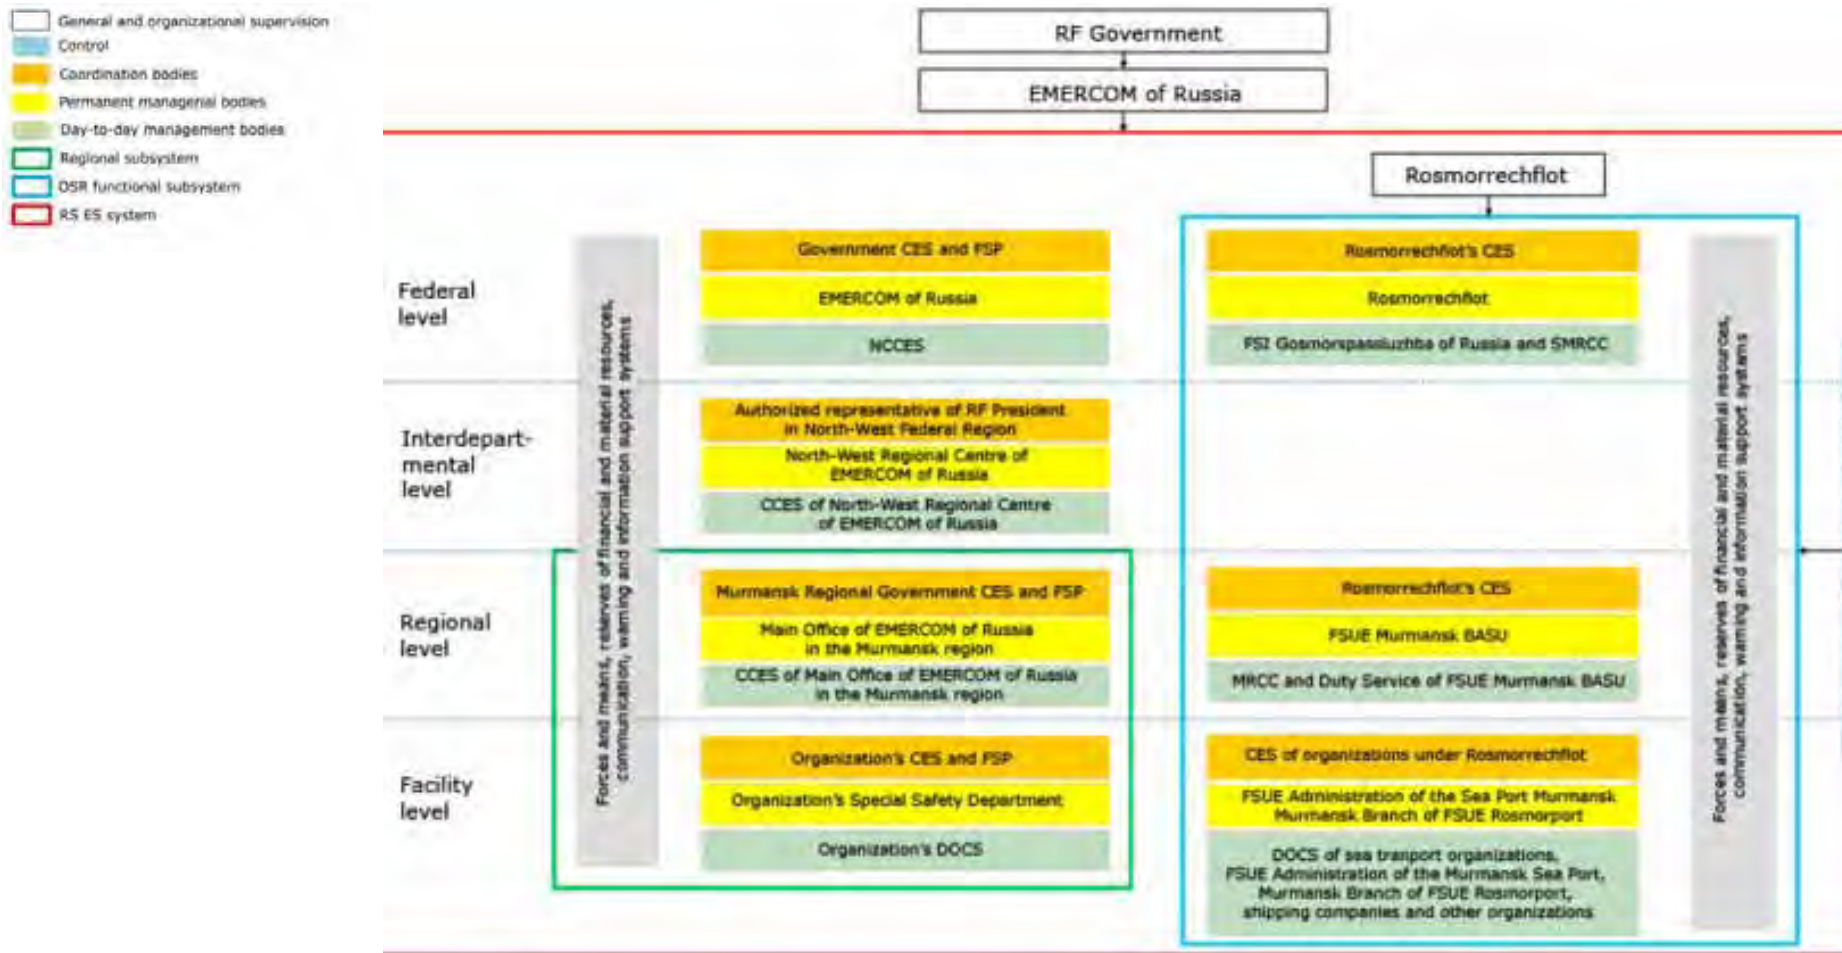 General and organizational supervision
Control
Coordination bodies
Permanent managerial bodies
Day-to-day management bodies
Regional subsystem
OSR functional subsystem
RS ES system
RF Government
EMERCOM of Russia
Rosmorrechflot
Federal
level
Interdepart-
mental
level
Regional
level
Facility
level
Forces and means, reserves of financial and material resources,
communication, warning and information support systems
Government CES and FSP
EMERCOM of Russia
NCCES
Authorized representative of RF President
in North-West Federal Region
North-West Regional Centre of
EMERCOM of Russia
CCES of North-West Regional Centre
of EMERCOM of Russia
Murmansk Regional Government CES and FSP
Main Office of EMERCOM of Russia
in the Murmansk region
CCES of Main Office of EMERCOM of Russia
in the Murmansk region
Organization's CES and FSP
Organization's Special Safety Department
Organization's DOCS
Rosmorrechflot's CES
Rosmorrechflot
FSI Gosmorspassluzhba of Russia and SMRCC
Rosmorrechflot's CES
FSUE Murmansk BASU
MRCC and Duty Service of FSUE Murmansk BASU
CES of organizations under Rosmorrechflot
FSUE Administration of the Sea Port Murmansk
Murmansk Branch of FSUE Rosmorport
DOCS of sea tranport organizations,
FSUE Administration of the Murmansk Sea Port,
Murmansk Branch of FSUE Rosmorport,
shipping companies and other organizations
Forces and means, reserves of financial and material resources,
communication, warning and information support systems